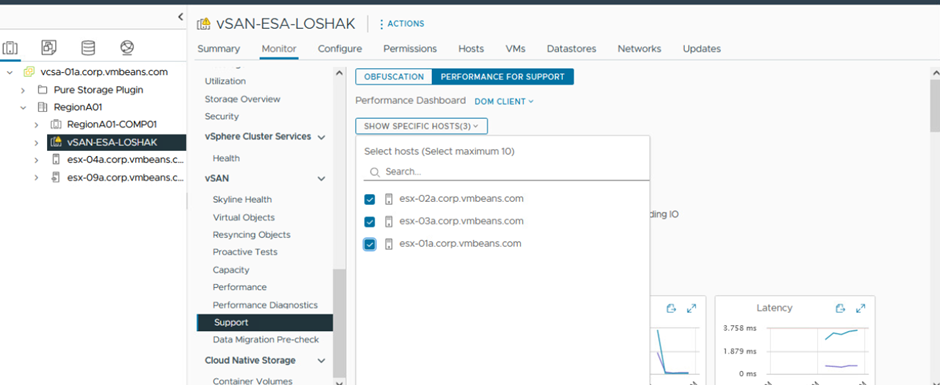 vSAN-ESA-LOSHAK
ACTIONS
Summary
Monitor
Configure
Permissions
Hosts
VMs
Datastores
Networks
Updates
vcsa-01a.corp.vmbeans.com
Pure Storage Plugin
RegionA01
RegionA01-COMP01
vSAN-ESA-LOSHAK
esx-04a.corp.vmbeans.c...
esx-09a.corp.vmbeans.c...
Utilization
Storage Overview
Security
vSphere Cluster Services
Health
vSAN
Skyline Health
Virtual Objects
Resyncing Objects
Proactive Tests
Capacity
Performance
Performance Diagnostics
Support
Data Migration Pre-check
Cloud Native Storage
Container Volumes
OBFUSCATION
PERFORMANCE FOR SUPPORT
Performance Dashboard
DOM CLIENT
SHOW SPECIFIC HOSTS(3)
Select hosts (Select maximum 10)
Search...
esx-02a.corp.vmbeans.com
esx-03a.corp.vmbeans.com
esx-01a.corp.vmbeans.com
IO
Latency
3.758 ms
1.879 ms
0 ms